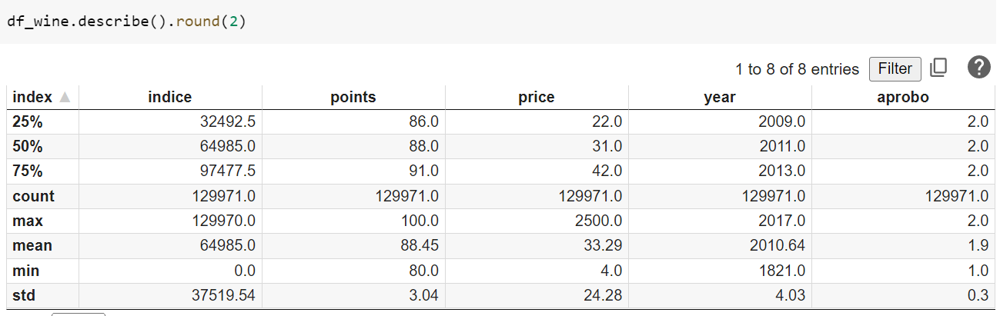 df_wine.describe().round(2)
1 to 8 of 8 entries Filter ?
index indice points price year aprobo
25% 32492.5 86.0 22.0 2009.0 2.0
50% 64985.0 88.0 31.0 2011.0 2.0
75% 97477.5 91.0 42.0 2013.0 2.0
count 129971.0 129971.0 129971.0 129971.0 129971.0
max 129970.0 100.0 2500.0 2017.0 2.0
mean 64985.0 88.45 33.29 2010.64 1.9
min 0.0 80.0 4.0 1821.0 1.0
std 37519.54 3.04 24.28 4.03 0.3